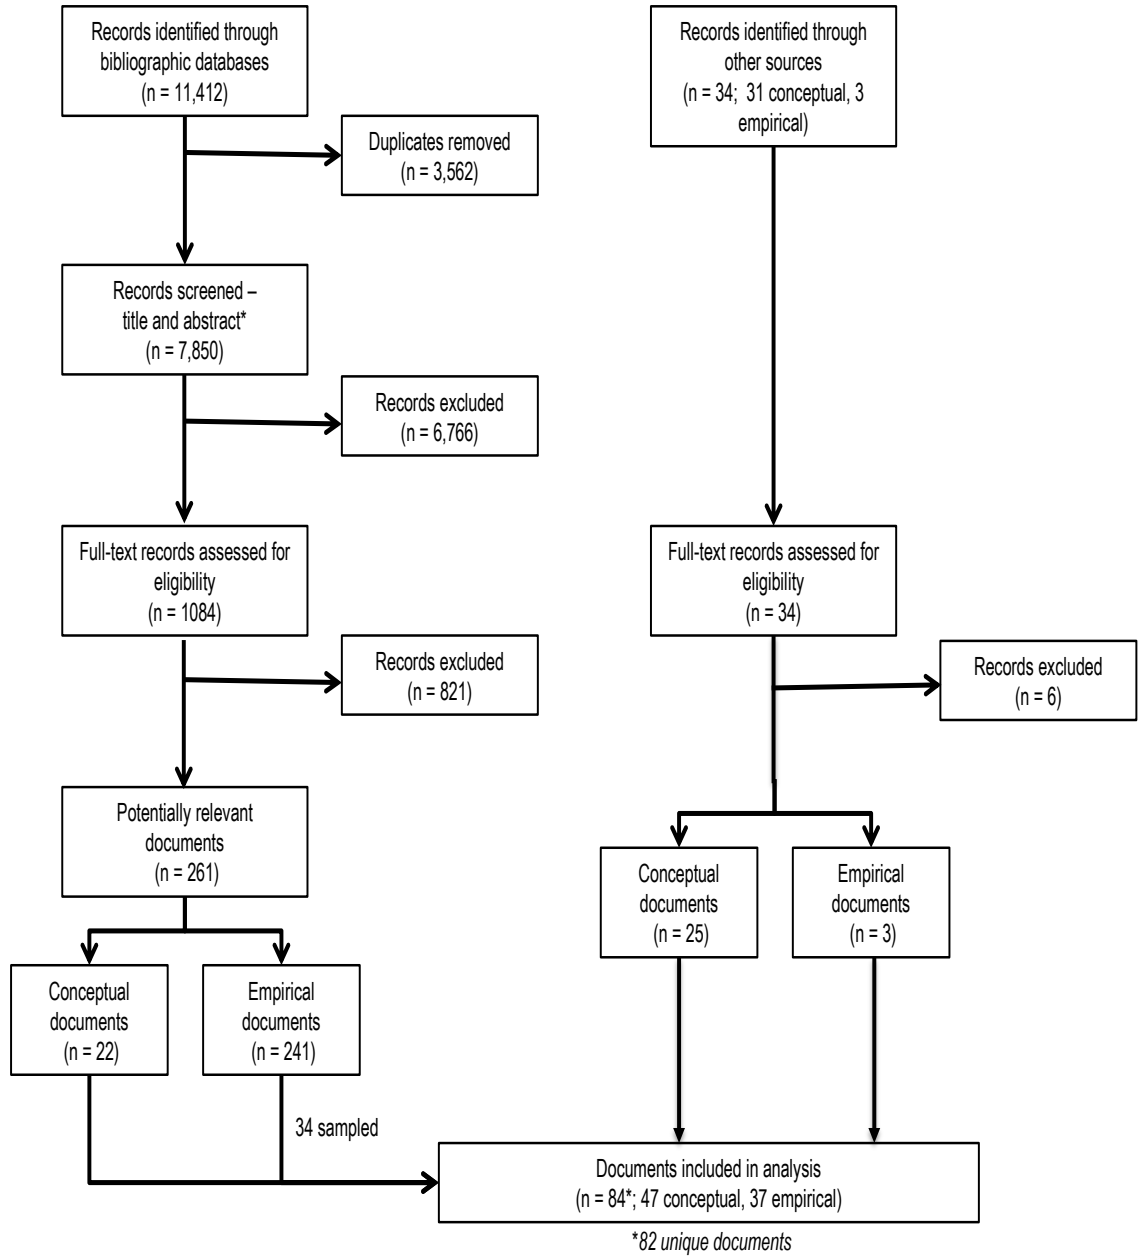 Records identified through
bibliographic databases
(n = 11,412)
Records identified through
other sources
(n = 34;  31 conceptual, 3
empirical)
Duplicates removed
(n = 3,562)
Records screened –
title and abstract*
(n = 7,850)
Records excluded
(n = 6,766)
Full-text records assessed for
eligibility
(n = 1084)
Full-text records assessed for
eligibility
(n = 34)
Records excluded
(n = 821)
Records excluded
(n = 6)
Potentially relevant
documents
(n = 261)
Conceptual
documents
(n = 25)
Empirical
documents
(n = 3)
Conceptual
documents
(n = 22)
Empirical
documents
(n = 241)
34 sampled
Documents included in analysis
(n = 84*; 47 conceptual, 37 empirical)
*82 unique documents